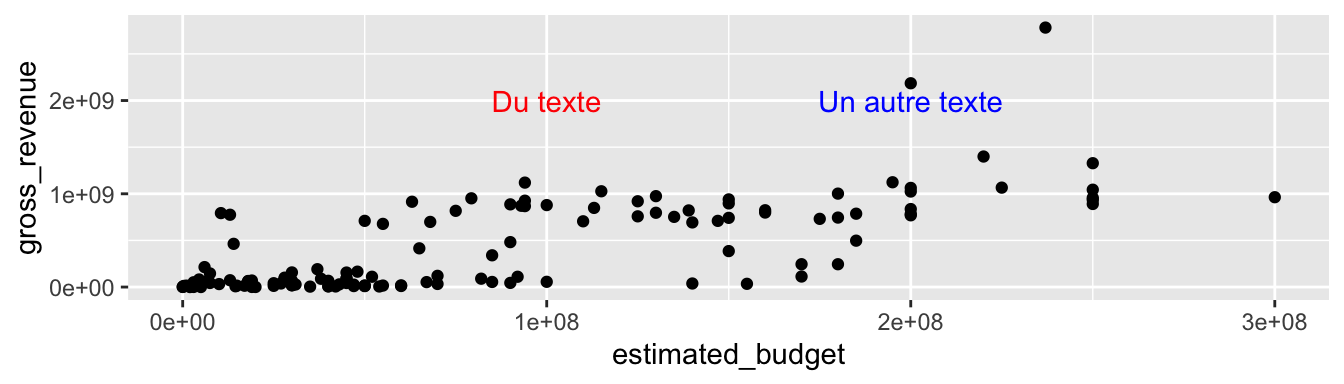 gross_revenue
2e+09
1e+09
0e+00
Du texte
Un autre texte
0e+00 1e+08 2e+08 3e+08
estimated_budget